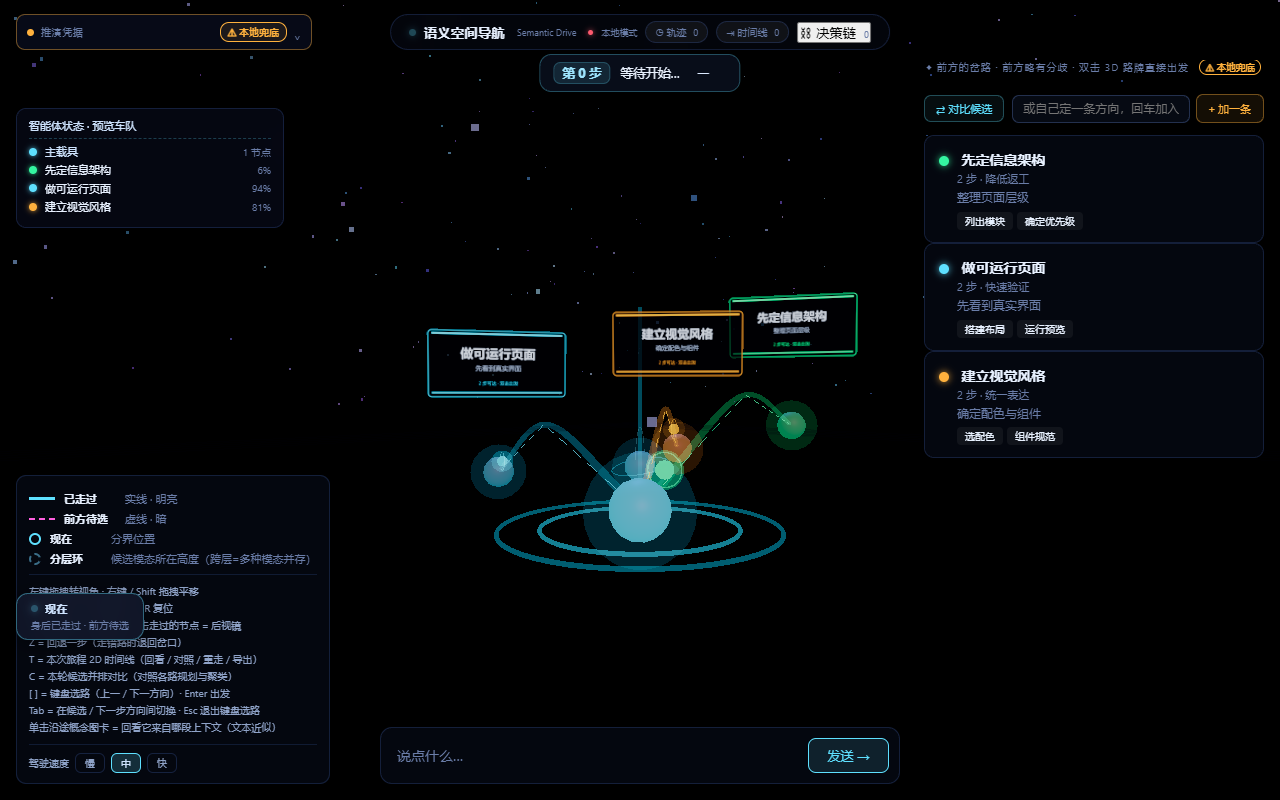 推演凭据
⚠ 本地兜底
语义空间导航 Semantic Drive 本地模式
轨迹 0
时间线 0
决策链 0
第 0 步 等待开始... —
智能体状态 · 预览车队
主载具 1 节点
先定信息架构 6%
做可运行页面 94%
建立视觉风格 81%
前方的岔路 · 前方略有分歧 · 双击 3D 路牌直接出发
⚠ 本地兜底
⇄ 对比候选
或自己定一条方向，回车加入
+ 加一条
先定信息架构
2 步 · 降低返工
整理页面层级
列出模块 确定优先级
做可运行页面
2 步 · 快速验证
先看到真实界面
搭建布局 运行预览
建立视觉风格
2 步 · 统一表达
确定配色与组件
选配色 组件规范
做可运行页面
先看到真实界面
建立视觉风格
确定配色与组件
先定信息架构
整理页面层级
已走过 实线 · 明亮
前方待选 虚线 · 暗
现在 分界位置
分层环 候选模态所在高度（跨层=多种模态并存）
左键拖拽转视角 · 右键 / Shift 拖拽平移
R 复位
现在
身后已走过 · 前方待选
击走过的节点 = 后视镜
Z = 回退一步（走错路时退回岔口）
T = 本次旅程 2D 时间线（回看 / 对照 / 重走 / 导出）
C = 本轮候选并排对比（对照各路规划与聚类）
[ ] = 键盘选路（上一 / 下一方向）· Enter 出发
Tab = 在候选 / 下一步方向间切换 · Esc 退出键盘选路
单击沿途概念图卡 = 回看它来自哪段上下文（文本近似）
驾驶速度 慢 中 快
说点什么...
发送 →